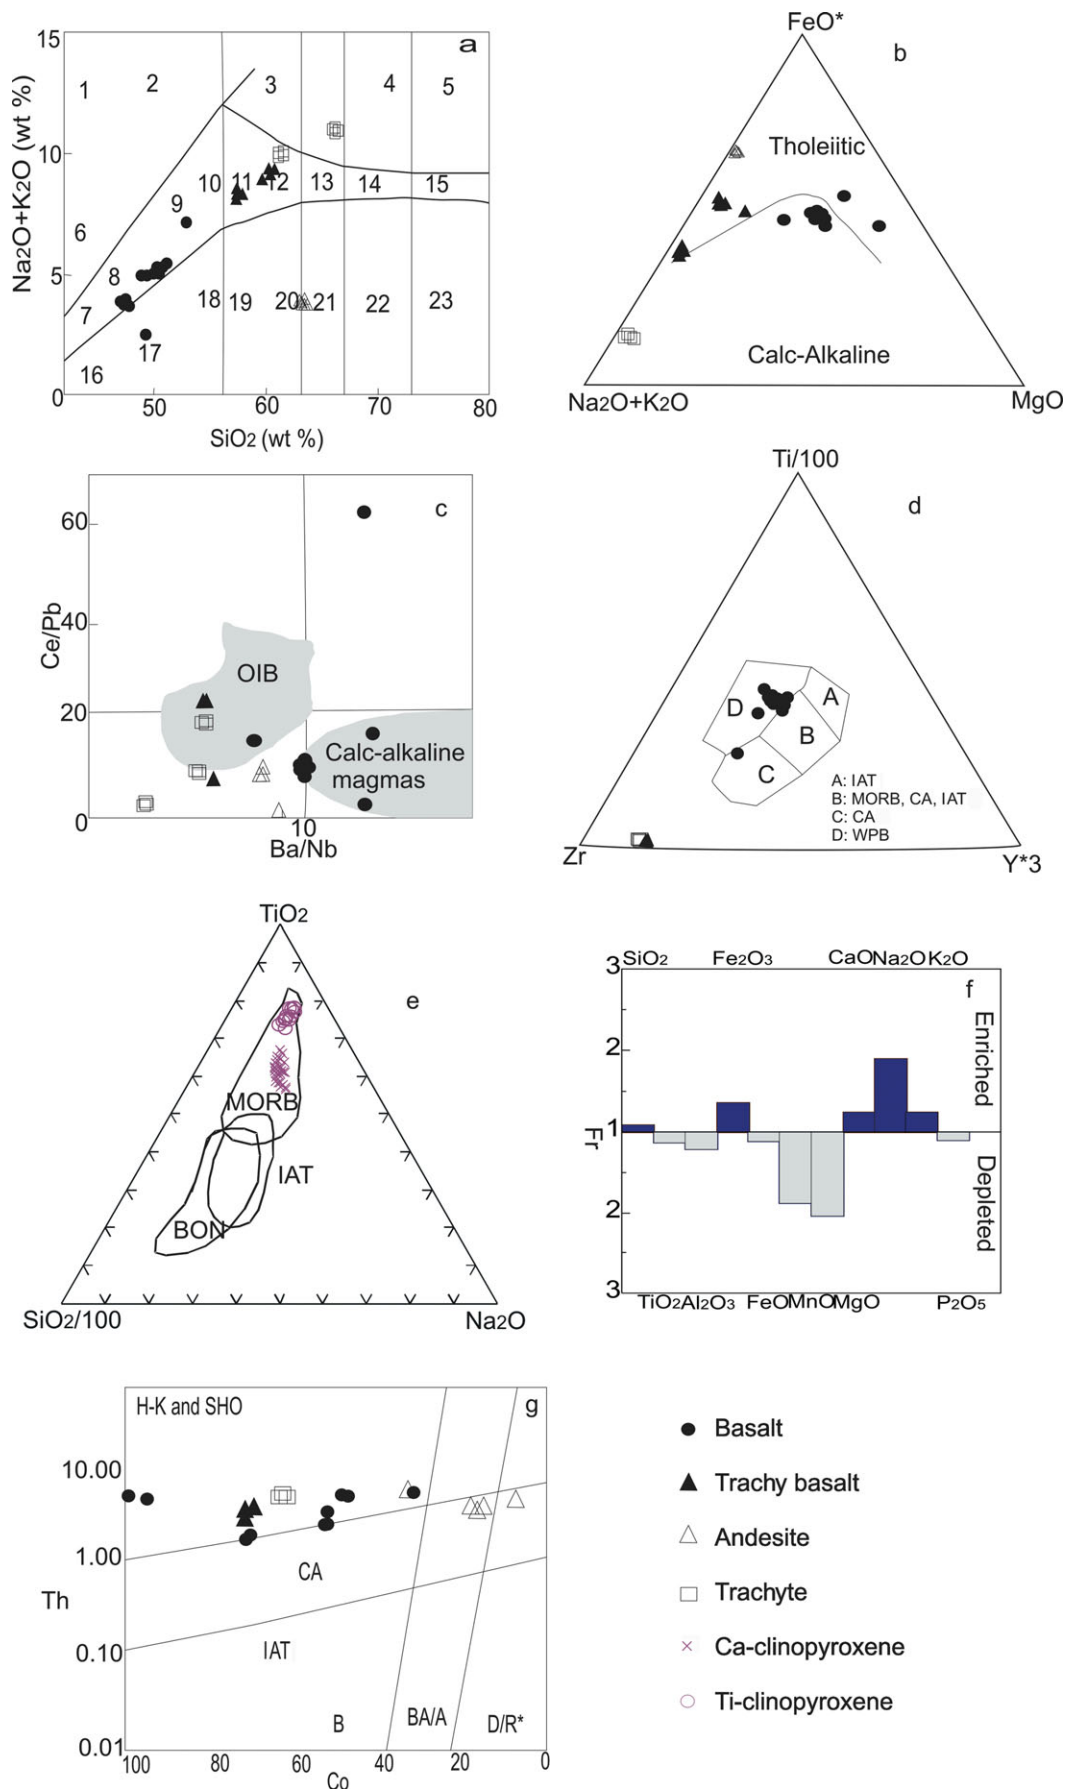 a
Na2O+K2O (wt %)
15
10
5
0
1 2 3 4 5
6 7 8 9 10 11 12 13 14 15
16 17 18 19 20 21 22 23
50 60 70 80
SiO2 (wt %)
b
FeO*
Tholeiitic
Calc-Alkaline
Na2O+K2O
MgO
c
Ce/Pb
60
40
20
0
OIB
Calc-alkaline
magmas
10
Ba/Nb
d
Ti/100
A
B
C
D
A: IAT
B: MORB, CA, IAT
C: CA
D: WPB
Zr
Y*3
e
TiO2
MORB
IAT
BON
SiO2/100
Na2O
f
SiO2 Fe2O3 CaO Na2O K2O
3
2
1
2
3
Fr
Enriched
Depleted
TiO2 Al2O3 FeO MnO MgO P2O5
g
H-K and SHO
10.00
1.00
0.10
0.01
Th
CA
IAT
B
BA/A
D/R*
100 80 60 40 20 0
Co
Basalt
Trachy basalt
Andesite
Trachyte
Ca-clinopyroxene
Ti-clinopyroxene